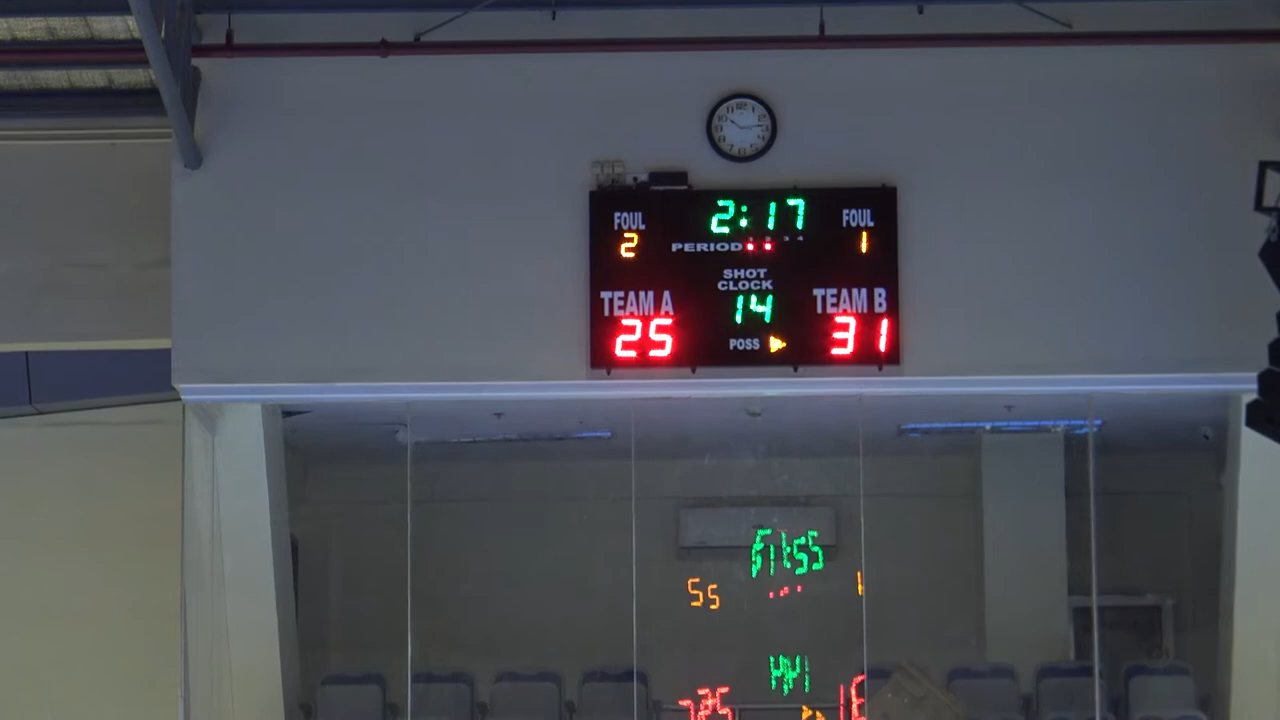 2:17
FOUL FOUL
2 1
PERIOD
SHOT
CLOCK
TEAM A 14 TEAM B
25 31
POSS